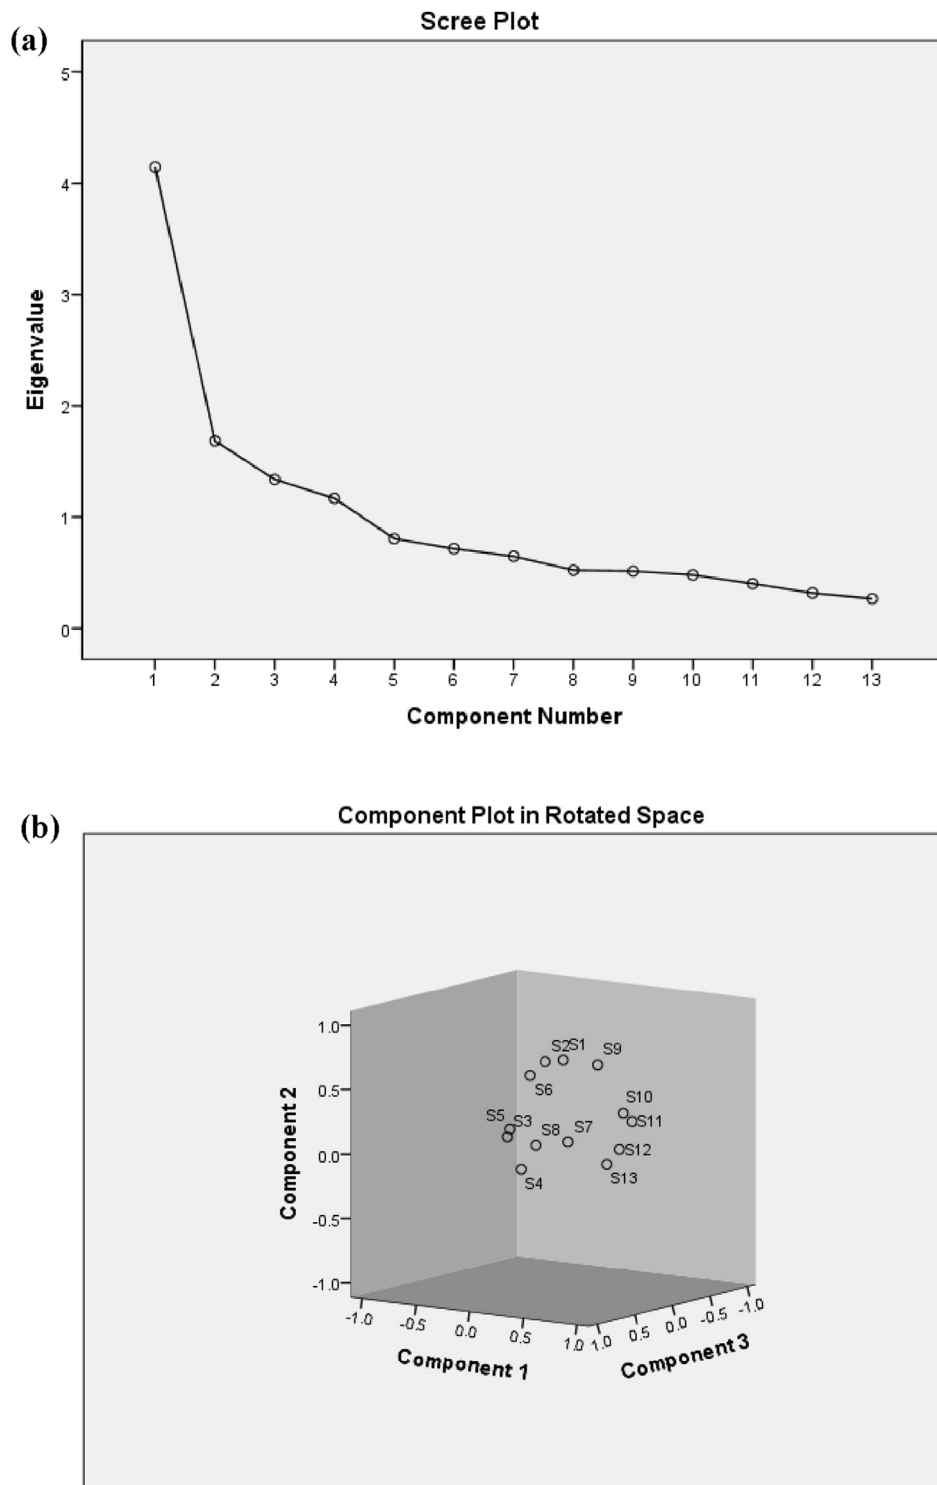 (a)
Scree Plot
Eigenvalue
5
4
3
2
1
0
1 2 3 4 5 6 7 8 9 10 11 12 13
Component Number
(b)
Component Plot in Rotated Space
Component 2
1.0
0.5
0.0
-0.5
-1.0
S2 S1 S9
S6
S10
S5 S3 S11
S8 S7
S12
S4 S13
-1.0 -0.5 0.0 0.5 1.0
1.0 0.5 0.0 -0.5 -1.0
Component 1
Component 3